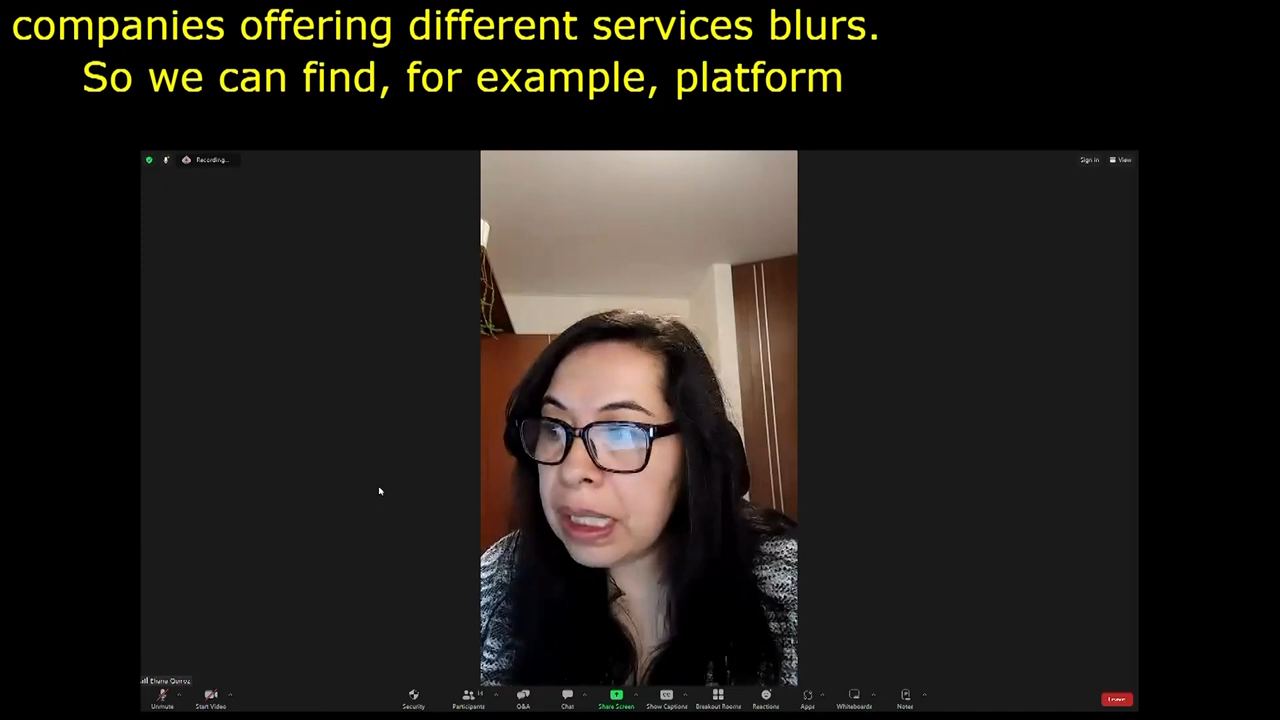 companies offering different services blurs.
So we can find, for example, platform
Recording...
Sign in
View
Unmute
Start Video
Security
Participants
14
Q&A
Chat
Share Screen
Show Captions
Breakout Rooms
Reactions
Apps
Whiteboards
Notes
Leave